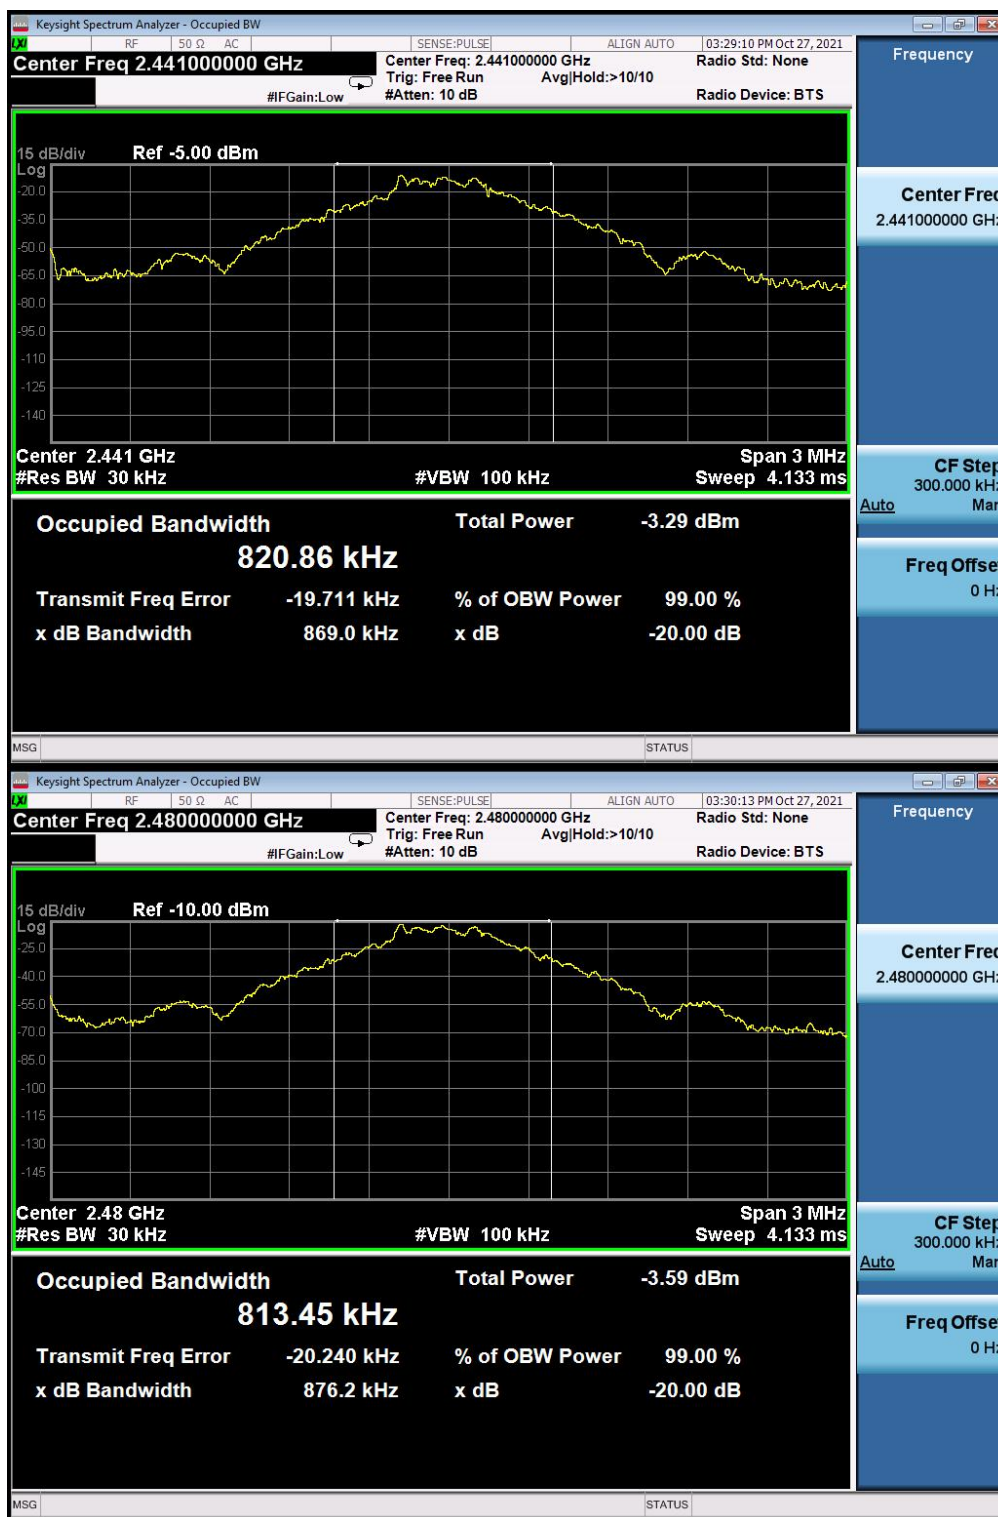 Keysight Spectrum Analyzer - Occupied BW
LXI RF 50 Ω AC SENSE:PULSE ALIGN AUTO 03:29:10 PM Oct 27, 2021
Center Freq 2.441000000 GHz Center Freq: 2.441000000 GHz Radio Std: None Frequency
Trig: Free Run Avg|Hold:>10/10
#IFGain:Low #Atten: 10 dB Radio Device: BTS
15 dB/div Ref -5.00 dBm
Log
-20.0
-35.0
-50.0
-65.0
-80.0
-95.0
-110
-125
-140
Center Freq
2.441000000 GHz
Center 2.441 GHz Span 3 MHz
#Res BW 30 kHz #VBW 100 kHz Sweep 4.133 ms
CF Step
300.000 kHz
Auto Man
Occupied Bandwidth Total Power -3.29 dBm
820.86 kHz
Transmit Freq Error -19.711 kHz % of OBW Power 99.00 %
x dB Bandwidth 869.0 kHz x dB -20.00 dB
Freq Offset
0 Hz
MSG STATUS
Keysight Spectrum Analyzer - Occupied BW
LXI RF 50 Ω AC SENSE:PULSE ALIGN AUTO 03:30:13 PM Oct 27, 2021
Center Freq 2.480000000 GHz Center Freq: 2.480000000 GHz Radio Std: None Frequency
Trig: Free Run Avg|Hold:>10/10
#IFGain:Low #Atten: 10 dB Radio Device: BTS
15 dB/div Ref -10.00 dBm
Log
-25.0
-40.0
-55.0
-70.0
-85.0
-100
-115
-130
-145
Center Freq
2.480000000 GHz
Center 2.48 GHz Span 3 MHz
#Res BW 30 kHz #VBW 100 kHz Sweep 4.133 ms
CF Step
300.000 kHz
Auto Man
Occupied Bandwidth Total Power -3.59 dBm
813.45 kHz
Transmit Freq Error -20.240 kHz % of OBW Power 99.00 %
x dB Bandwidth 876.2 kHz x dB -20.00 dB
Freq Offset
0 Hz
MSG STATUS